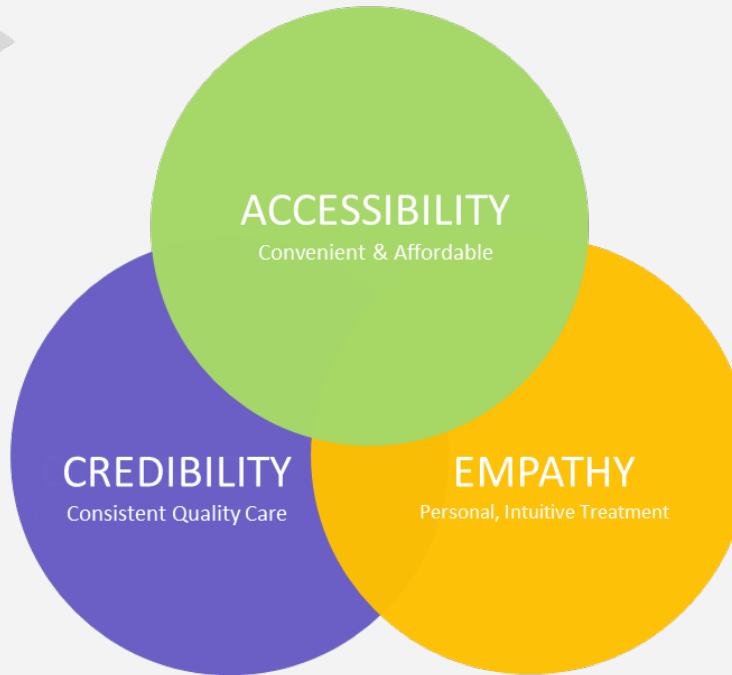 ACCESSIBILITY
Convenient & Affordable
CREDIBILITY
Consistent Quality Care
EMPATHY
Personal, Intuitive Treatment